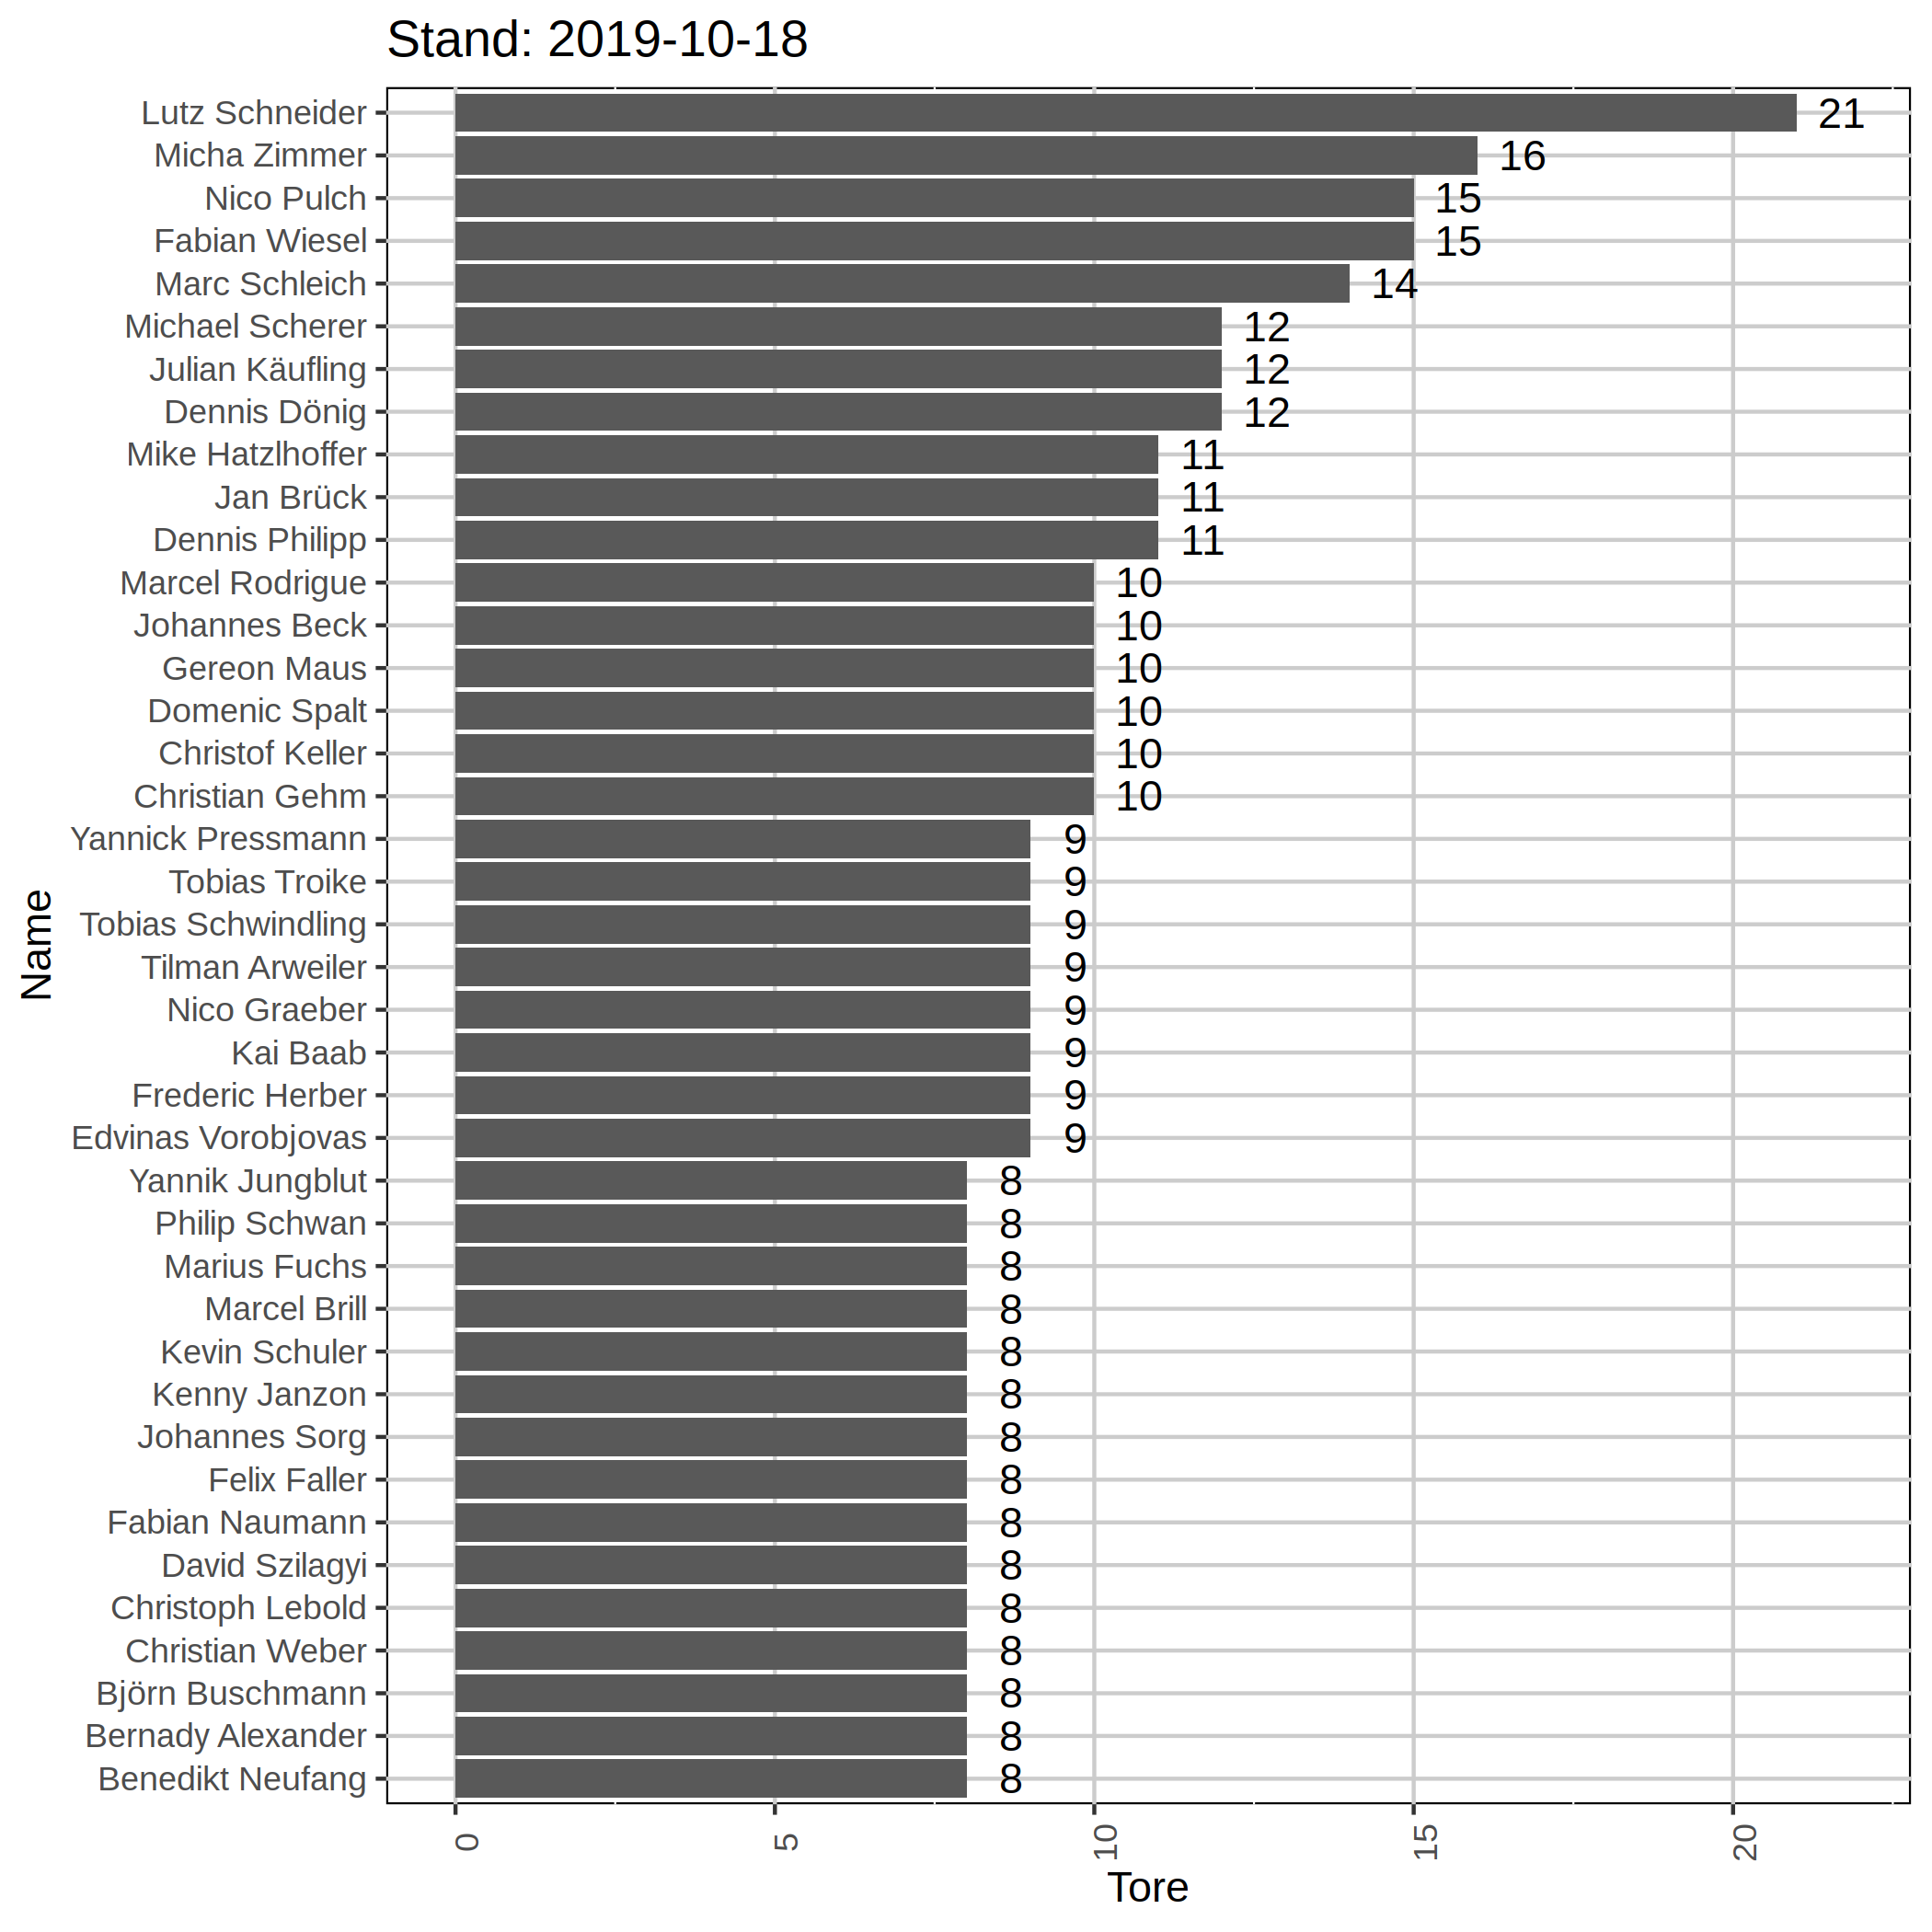 Stand: 2019-10-18
Lutz Schneider 21
Micha Zimmer 16
Nico Pulch 15
Fabian Wiesel 15
Marc Schleich 14
Michael Scherer 12
Julian Käufling 12
Dennis Dönig 12
Mike Hatzlhoffer 11
Jan Brück 11
Dennis Philipp 11
Marcel Rodrigue 10
Johannes Beck 10
Gereon Maus 10
Domenic Spalt 10
Christof Keller 10
Christian Gehm 10
Yannick Pressmann 9
Tobias Troike 9
Tobias Schwindling 9
Tilman Arweiler 9
Nico Graeber 9
Kai Baab 9
Frederic Herber 9
Edvinas Vorobjovas 9
Yannik Jungblut 8
Philip Schwan 8
Marius Fuchs 8
Marcel Brill 8
Kevin Schuler 8
Kenny Janzon 8
Johannes Sorg 8
Felix Faller 8
Fabian Naumann 8
David Szilagyi 8
Christoph Lebold 8
Christian Weber 8
Björn Buschmann 8
Bernady Alexander 8
Benedikt Neufang 8
Name
0 5 10 15 20
Tore